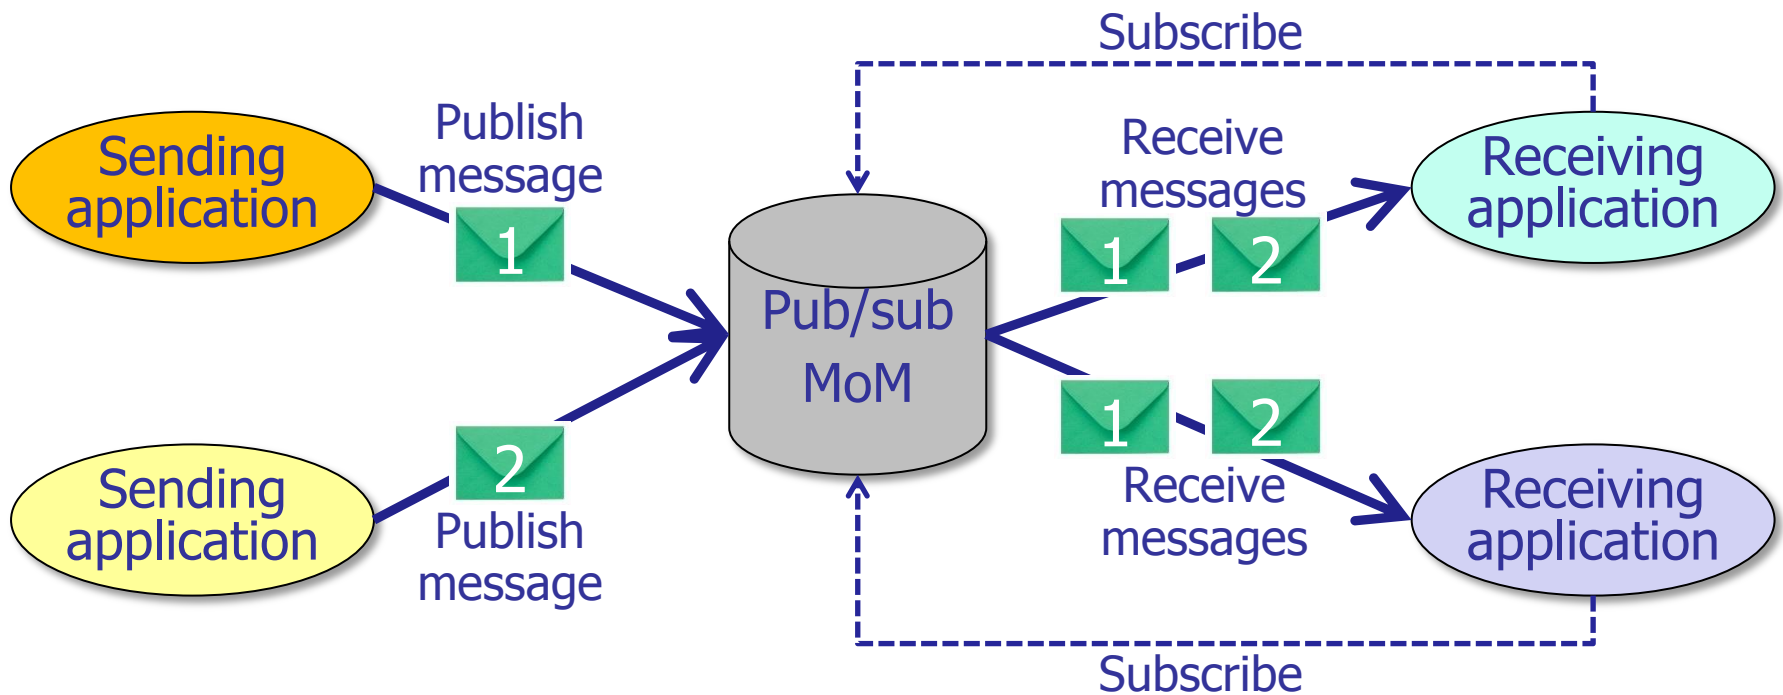 Subscribe
Publish
message
Sending
application
1
Receive
messages
1
2
Receiving
application
Pub/sub
MoM
Sending
application
2
Publish
message
1
2
Receive
messages
Receiving
application
Subscribe